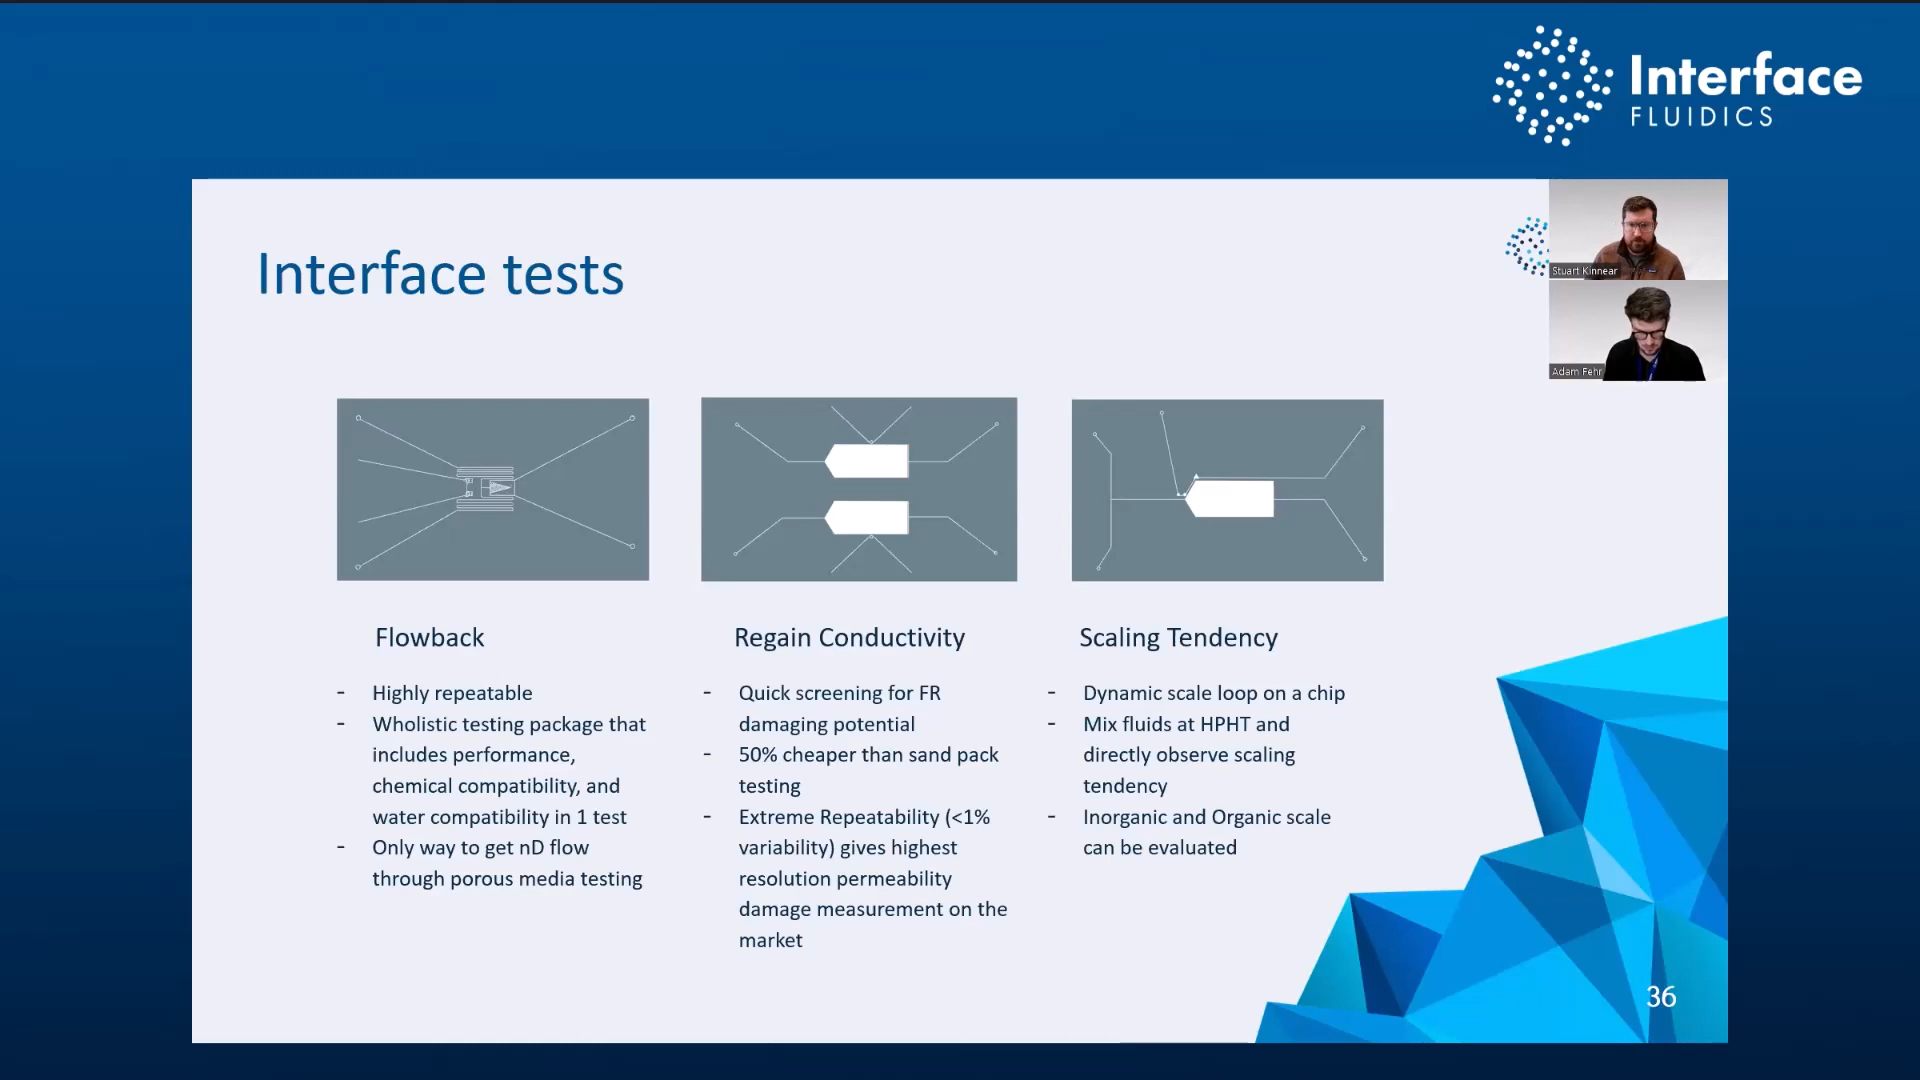 Interface
FLUIDICS
Stuart Kinnear
Adam Fehr
Interface tests
Flowback
- Highly repeatable
- Wholistic testing package that
includes performance,
chemical compatibility, and
water compatibility in 1 test
- Only way to get nD flow
through porous media testing
Regain Conductivity
- Quick screening for FR
damaging potential
- 50% cheaper than sand pack
testing
- Extreme Repeatability (<1%
variability) gives highest
resolution permeability
damage measurement on the
market
Scaling Tendency
- Dynamic scale loop on a chip
- Mix fluids at HPHT and
directly observe scaling
tendency
- Inorganic and Organic scale
can be evaluated
36